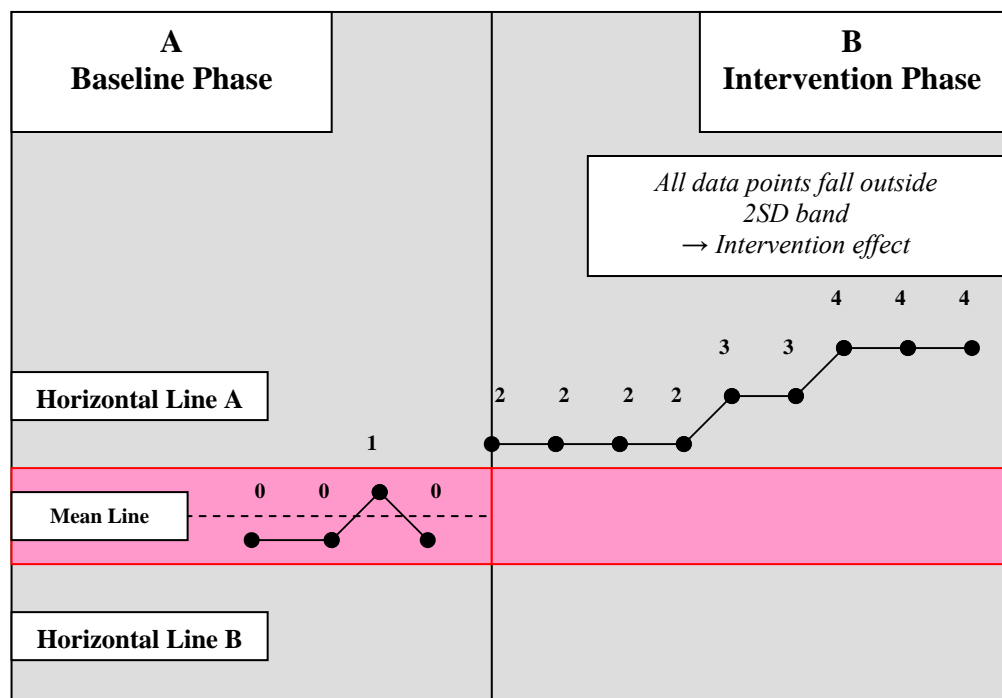 A
Baseline Phase
B
Intervention Phase
All data points fall outside
2SD band
→ Intervention effect
4 4 4
3 3
Horizontal Line A
2 2 2 2
1
0 0 0
Mean Line
Horizontal Line B